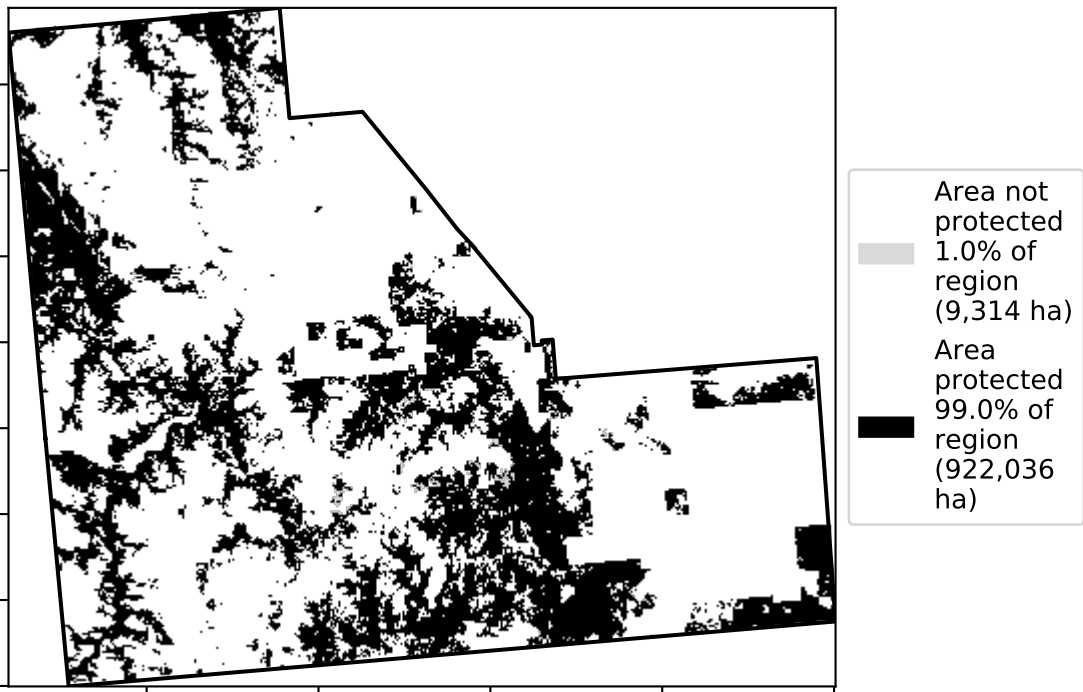 Area not
protected
1.0% of
region
(9,314 ha)
Area
protected
99.0% of
region
(922,036
ha)